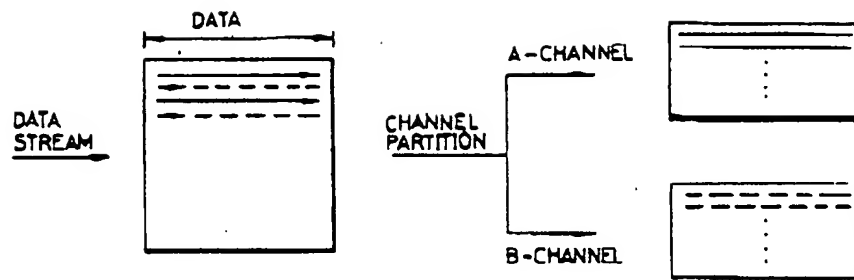 DATA
DATA
STREAM
CHANNEL
PARTITION
A-CHANNEL
B-CHANNEL